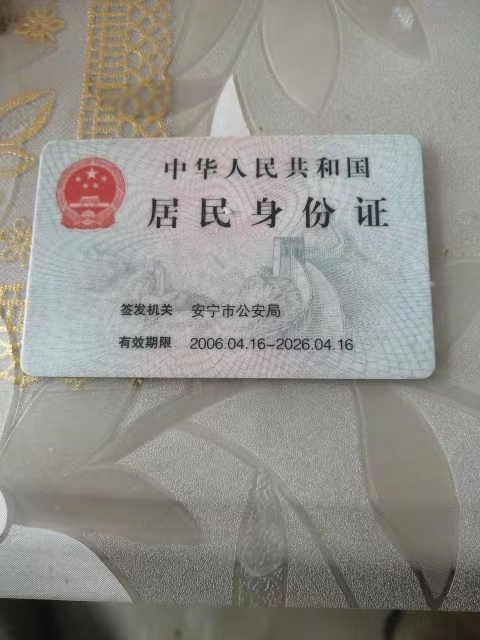 中华人民共和国
居民身份证
签发机关 安宁市公安局
有效期限 2006.04.16-2026.04.16